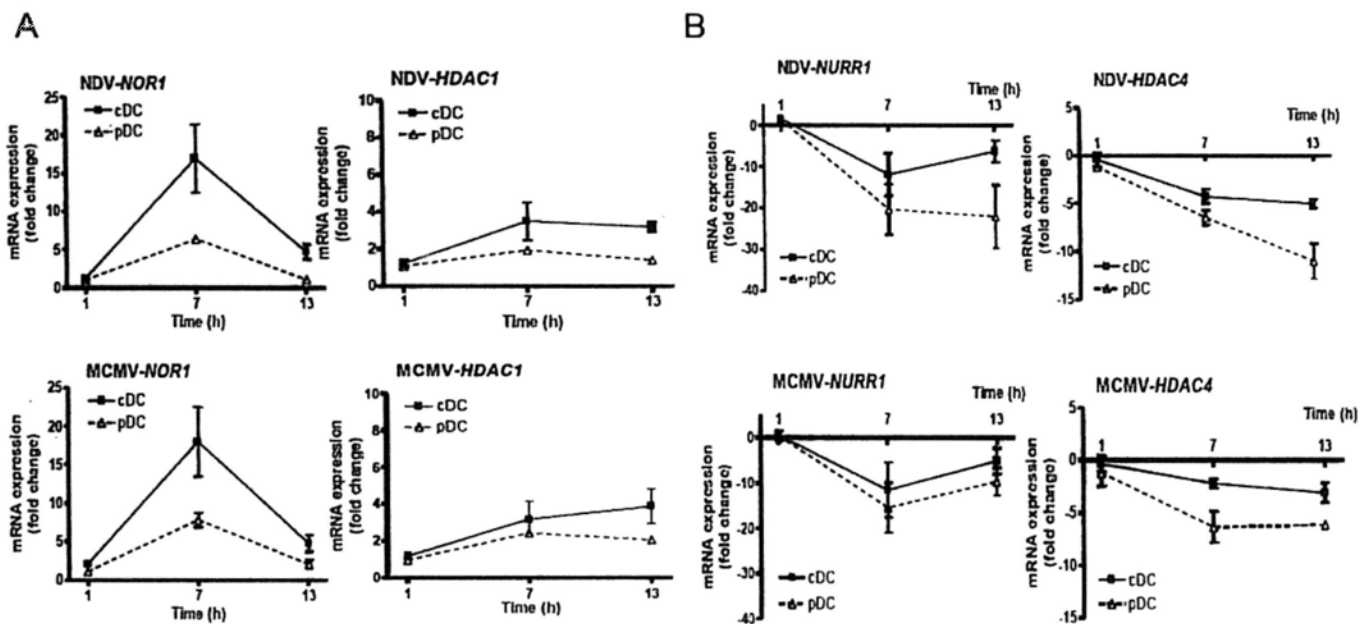 A
B
NDV-NOR1
cDC
pDC
mRNA expression
(fold change)
25
20
15
10
5
0
1
7
13
Time (h)
NDV-HDAC1
cDC
pDC
mRNA expression
(fold change)
10
8
6
4
2
0
1
7
13
Time (h)
NDV-NURR1
Time (h)
1
7
13
mRNA expression
(fold change)
0
-10
-20
-30
-40
cDC
pDC
NDV-HDAC4
Time (h)
1
7
13
mRNA expression
(fold change)
5
0
-5
-10
-15
cDC
pDC
MCMV-NOR1
cDC
pDC
mRNA expression
(fold change)
25
20
15
10
5
0
1
7
13
Time (h)
MCMV-HDAC1
cDC
pDC
mRNA expression
(fold change)
10
8
6
4
2
0
1
7
13
Time (h)
MCMV-NURR1
Time (h)
1
7
13
mRNA expression
(fold change)
0
-10
-20
-30
-40
cDC
pDC
MCMV-HDAC4
Time (h)
1
7
13
mRNA expression
(fold change)
5
0
-5
-10
-15
cDC
pDC